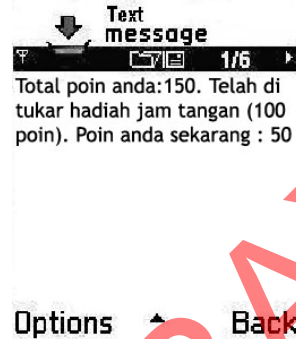 Text
message
1/6
Total poin anda:150. Telah di
tukar hadiah jam tangan (100
poin). Poin anda sekarang : 50
Options Back